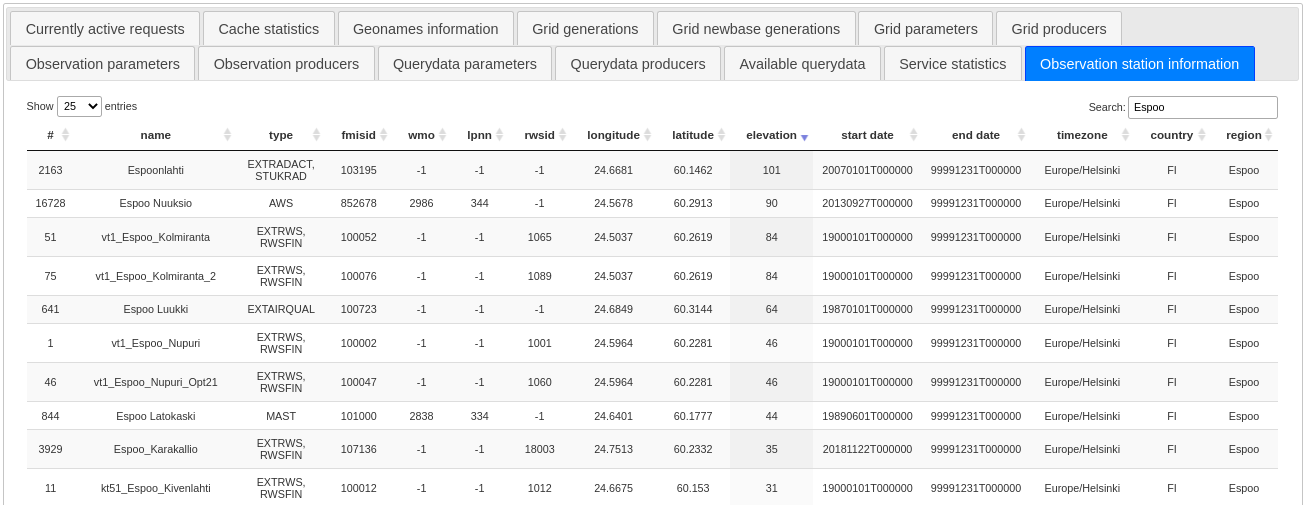 Currently active requests Cache statistics Geonames information Grid generations Grid newbase generations Grid parameters Grid producers
Observation parameters Observation producers Querydata parameters Querydata producers Available querydata Service statistics Observation station information
Show 25 entries Search: Espoo
# name type fmisid wmo lpnn rwsid longitude latitude elevation start date end date timezone country region
2163 Espoonlahti EXTRADACT, STUKRAD 103195 -1 -1 -1 24.6681 60.1462 101 20070101T000000 99991231T000000 Europe/Helsinki FI Espoo
16728 Espoo Nuuksio AWS 852678 2986 344 -1 24.5678 60.2913 90 20130927T000000 99991231T000000 Europe/Helsinki FI Espoo
51 vt1_Espoo_Kolmiranta EXTRWS, RWSFIN 100052 -1 -1 1065 24.5037 60.2619 84 19000101T000000 99991231T000000 Europe/Helsinki FI Espoo
75 vt1_Espoo_Kolmiranta_2 EXTRWS, RWSFIN 100076 -1 -1 1089 24.5037 60.2619 84 19000101T000000 99991231T000000 Europe/Helsinki FI Espoo
641 Espoo Luukki EXTAIRQUAL 100723 -1 -1 -1 24.6849 60.3144 64 19870101T000000 99991231T000000 Europe/Helsinki FI Espoo
1 vt1_Espoo_Nupuri EXTRWS, RWSFIN 100002 -1 -1 1001 24.5964 60.2281 46 19000101T000000 99991231T000000 Europe/Helsinki FI Espoo
46 vt1_Espoo_Nupuri_Opt21 EXTRWS, RWSFIN 100047 -1 -1 1060 24.5964 60.2281 46 19000101T000000 99991231T000000 Europe/Helsinki FI Espoo
844 Espoo Latokaski MAST 101000 2838 334 -1 24.6401 60.1777 44 19890601T000000 99991231T000000 Europe/Helsinki FI Espoo
3929 Espoo_Karakallio EXTRWS, RWSFIN 107136 -1 -1 18003 24.7513 60.2332 35 20181122T000000 99991231T000000 Europe/Helsinki FI Espoo
11 kt51_Espoo_Kivenlahti EXTRWS, RWSFIN 100012 -1 -1 1012 24.6675 60.153 31 19000101T000000 99991231T000000 Europe/Helsinki FI Espoo